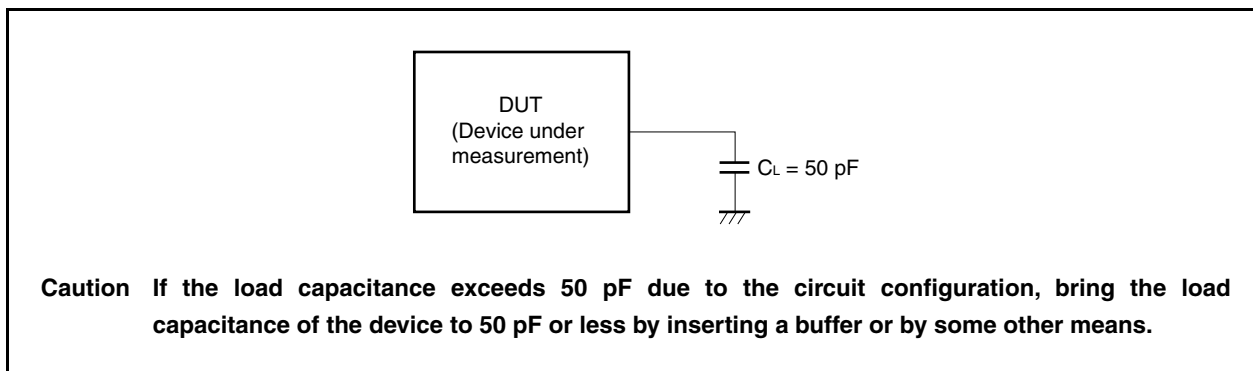 DUT
(Device under
measurement)
CL = 50 pF
Caution If the load capacitance exceeds 50 pF due to the circuit configuration, bring the load
capacitance of the device to 50 pF or less by inserting a buffer or by some other means.